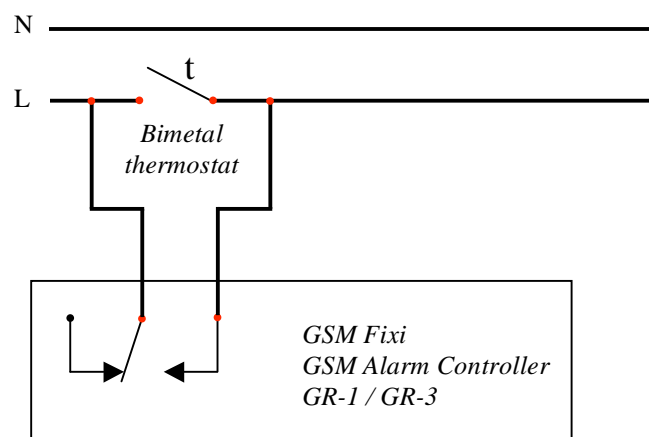 N
t
L
Bimetal
thermostat
GSM Fixi
GSM Alarm Controller
GR-1 / GR-3